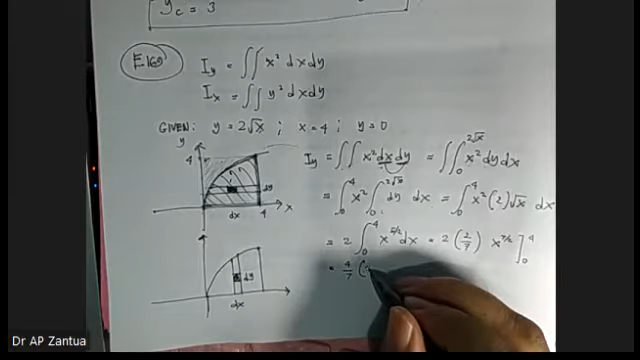 y_c = 3
E16
I_y = ∬ x² dx dy
I_x = ∬ y² dx dy
GIVEN: y = 2√x ; x = 4 ; y = 0
y
4
dy
dx
4
x
I_y = ∬ x² dx dy = ∬₀^{2√x} x² dy dx
= ∫₀⁴ x² ∫₀^{2√x} dy dx = ∫₀⁴ x² (2) √x dx
= 2 ∫₀⁴ x^{5/2} dx = 2 (2/7) x^{7/2} ]₀⁴
= 4/7 (
dy
dx
Dr AP Zantua